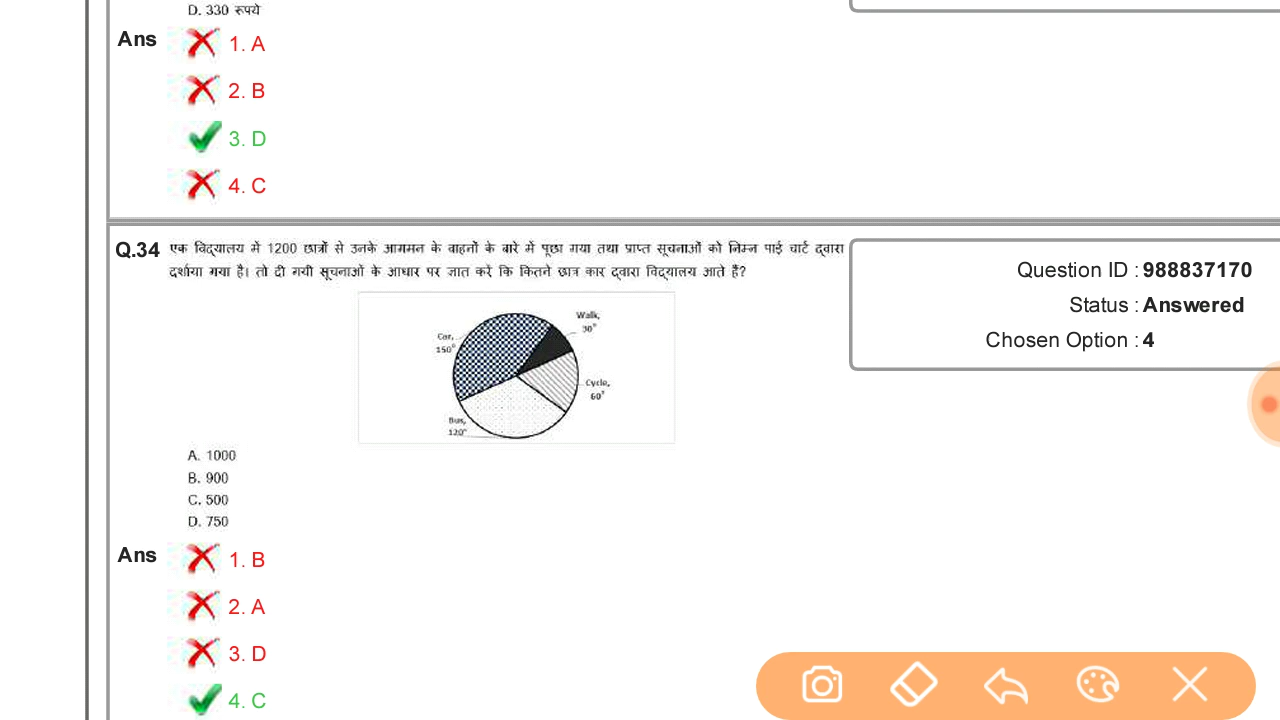 D. 330 रूपये
Ans
1. A
2. B
3. D
4. C
Q.34 एक विद्यालय में 1200 छात्रों से उनके आगमन के वाहनों के बारे में पूछा गया तथा प्राप्त सूचनाओं को निम्न पाई चार्ट द्वारा
दर्शाया गया है। तो दी गयी सूचनाओं के आधार पर ज्ञात करें कि कितने छात्र कार द्वारा विद्यालय आते हैं?
Question ID : 988837170
Status : Answered
Chosen Option : 4
Walk,
30°
Car,
150°
Cycle,
60°
Bus,
120°
A. 1000
B. 900
C. 500
D. 750
Ans
1. B
2. A
3. D
4. C